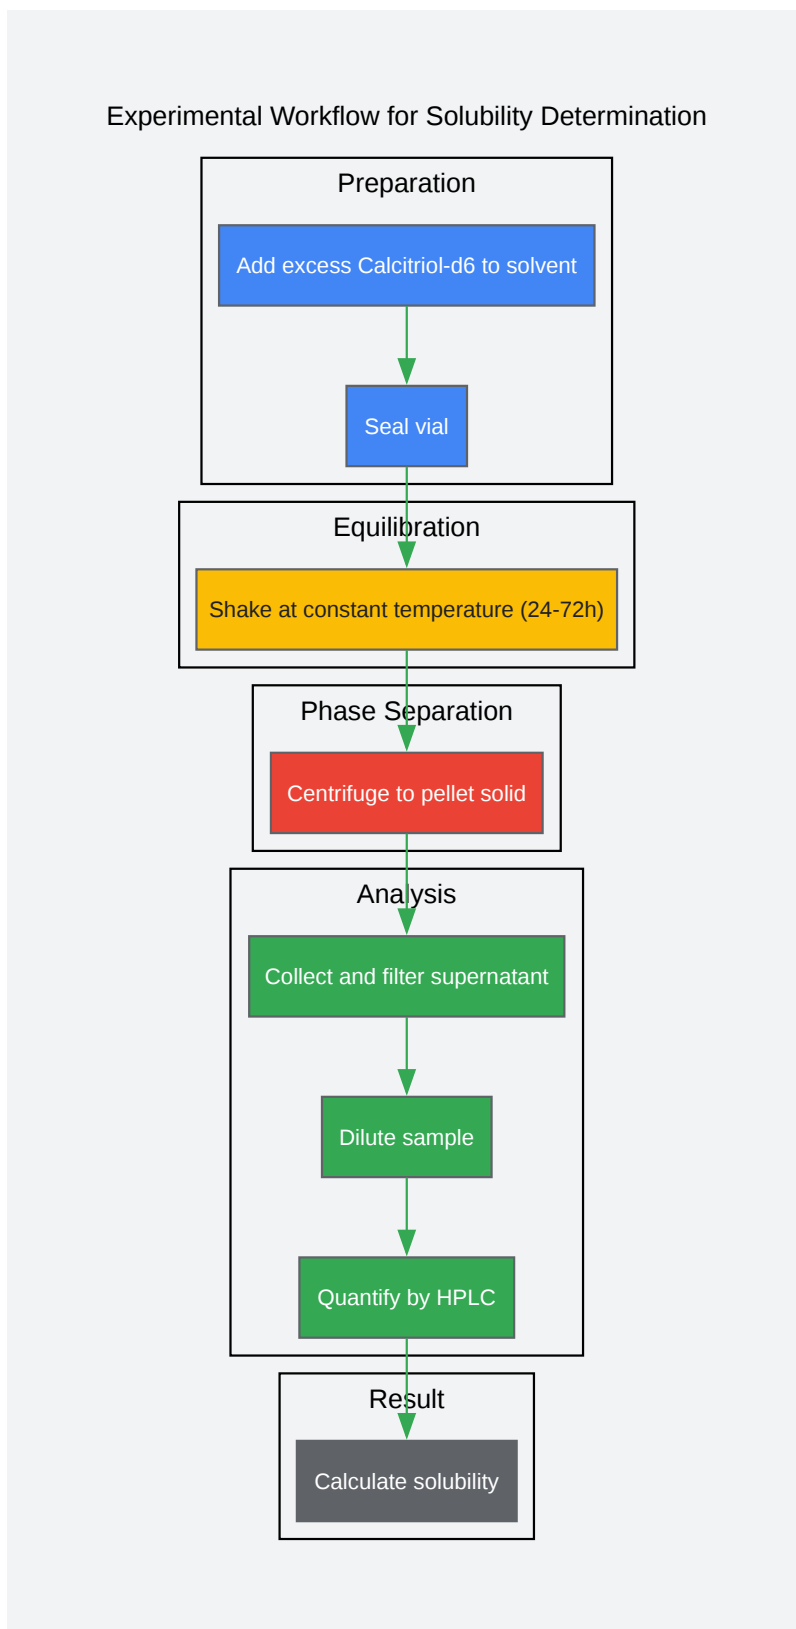 Experimental Workflow for Solubility Determination
Preparation
Add excess Calcitriol-d6 to solvent
Seal vial
Equilibration
Shake at constant temperature (24-72h)
Phase Separation
Centrifuge to pellet solid
Analysis
Collect and filter supernatant
Dilute sample
Quantify by HPLC
Result
Calculate solubility